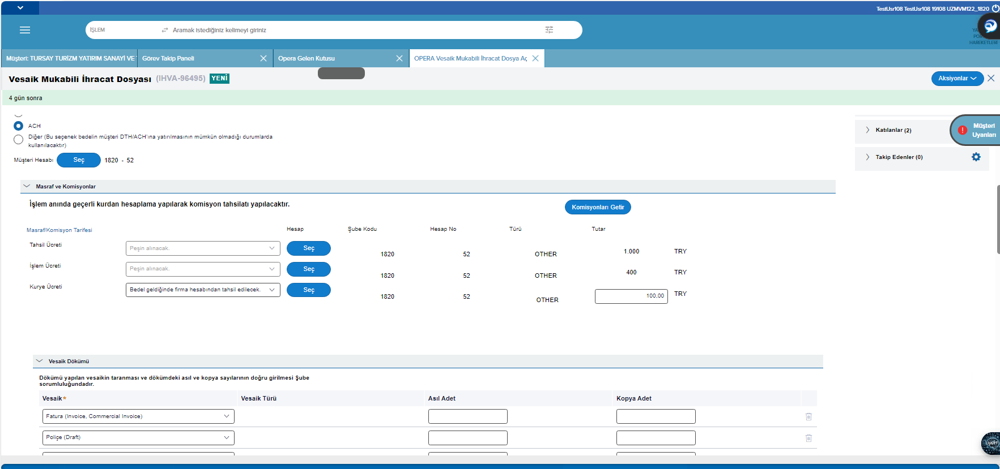 TestUsr108 TestUsr108 19108 UZMVM122_1820
İŞLEM
Aramak istediğiniz kelimeyi giriniz
HAREKETLERİ
Müşteri: TURSAY TURİZM YATIRIM SANAYİ VE
Görev Takip Paneli
Opera Gelen Kutusu
OPERA Vesaik Mukabili İhracat Dosya Aç
Vesaik Mukabili İhracat Dosyası (IHVA-96495) YENİ
Aksiyonlar
4 gün sonra
ACH
Diğer (Bu seçenek bedelin müşteri DTH/ACH'ına yatırılmasının mümkün olmadığı durumlarda
kullanılacaktır)
Müşteri Hesabı Seç 1820 - 52
Katılanlar (2)
Müşteri
Uyarıları
Takip Edenler (0)
Masraf ve Komisyonlar
İşlem anında geçerli kurdan hesaplama yapılarak komisyon tahsilatı yapılacaktır.
Komisyonları Getir
Masraf/Komisyon Tarifesi Hesap Şube Kodu Hesap No Türü Tutar
Tahsil Ücreti Peşin alınacak. Seç 1820 52 OTHER 1.000 TRY
İşlem Ücreti Peşin alınacak. Seç 1820 52 OTHER 400 TRY
Kurye Ücreti Bedel geldiğinde firma hesabından tahsil edilecek. Seç 1820 52 OTHER 100,00 TRY
Vesaik Dökümü
Dökümü yapılan vesaikin taranması ve dökümdeki asıl ve kopya sayılarının doğru girilmesi Şube
sorumluluğundadır.
Vesaik* Vesaik Türü Asıl Adet Kopya Adet
Fatura (Invoice, Commercial Invoice)
Poliçe (Draft)